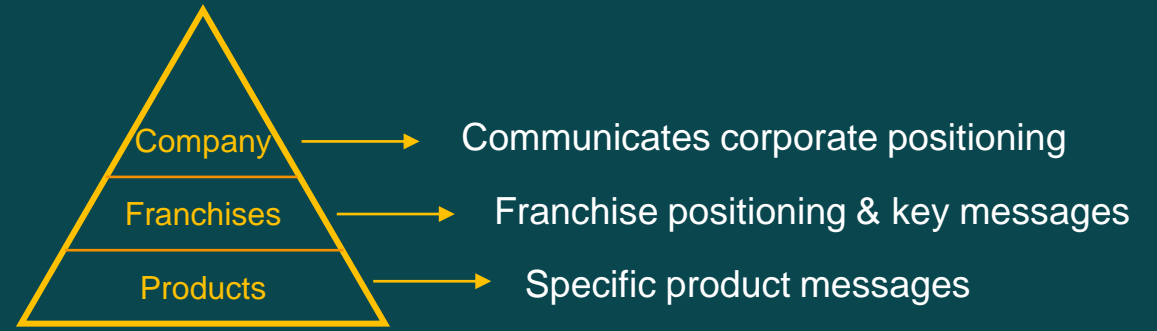 Company
Communicates corporate positioning
Franchises
Franchise positioning & key messages
Products
Specific product messages